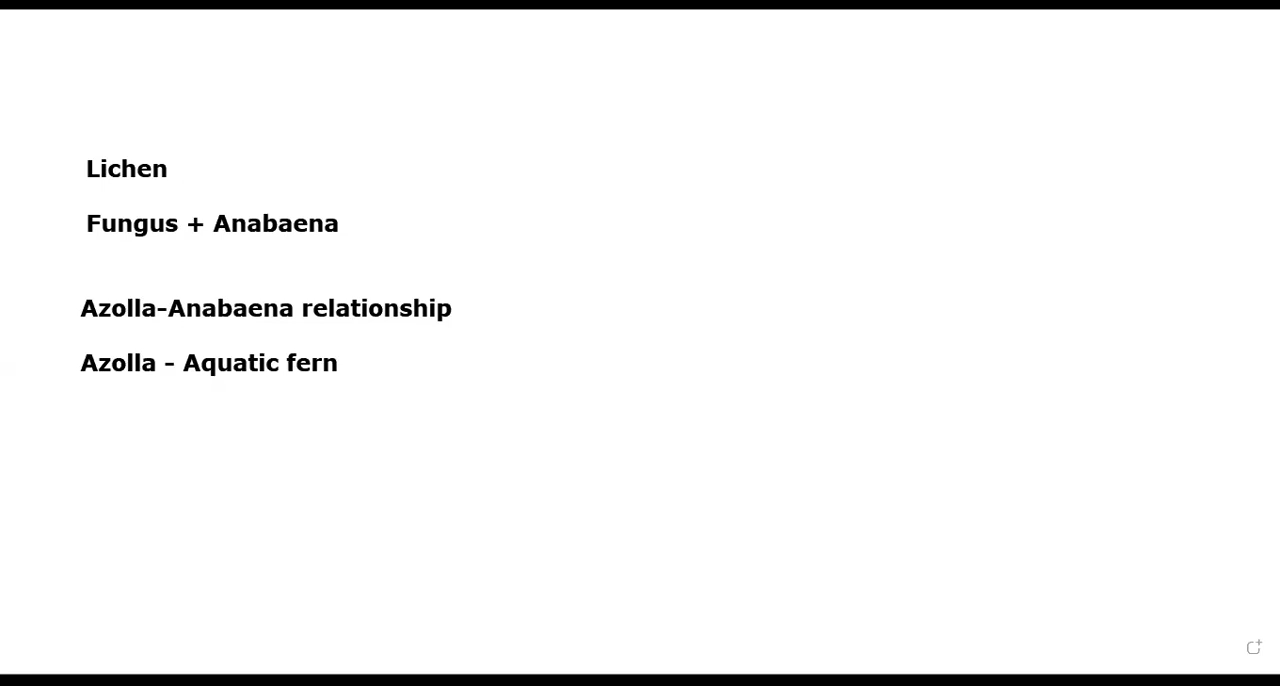 Lichen
Fungus + Anabaena
Azolla–Anabaena relationship
Azolla – Aquatic fern